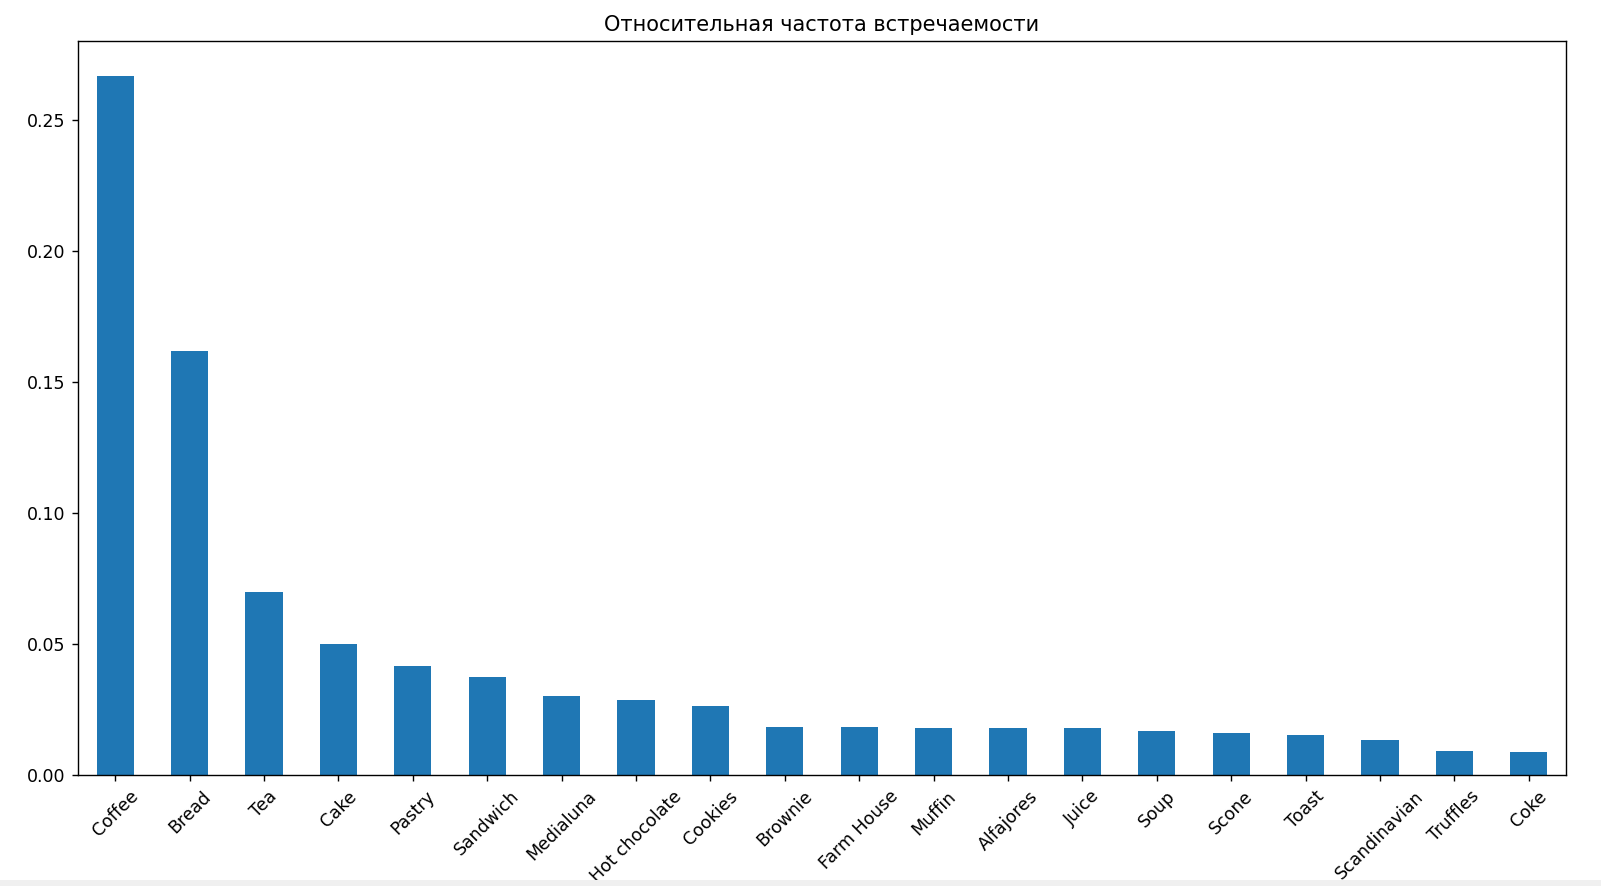 Относительная частота встречаемости
0.25
0.20
0.15
0.10
0.05
0.00
Coffee
Bread
Tea
Cake
Pastry
Sandwich
Medialuna
Hot chocolate
Cookies
Brownie
Farm House
Muffin
Alfajores
Juice
Soup
Scone
Toast
Scandinavian
Truffles
Coke